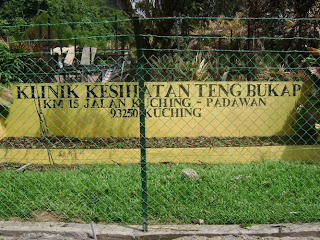 KLINIK KESIHATAN TENG BUKAP
KM 15 JALAN KUCHING - PADAWAN
93250 KUCHING